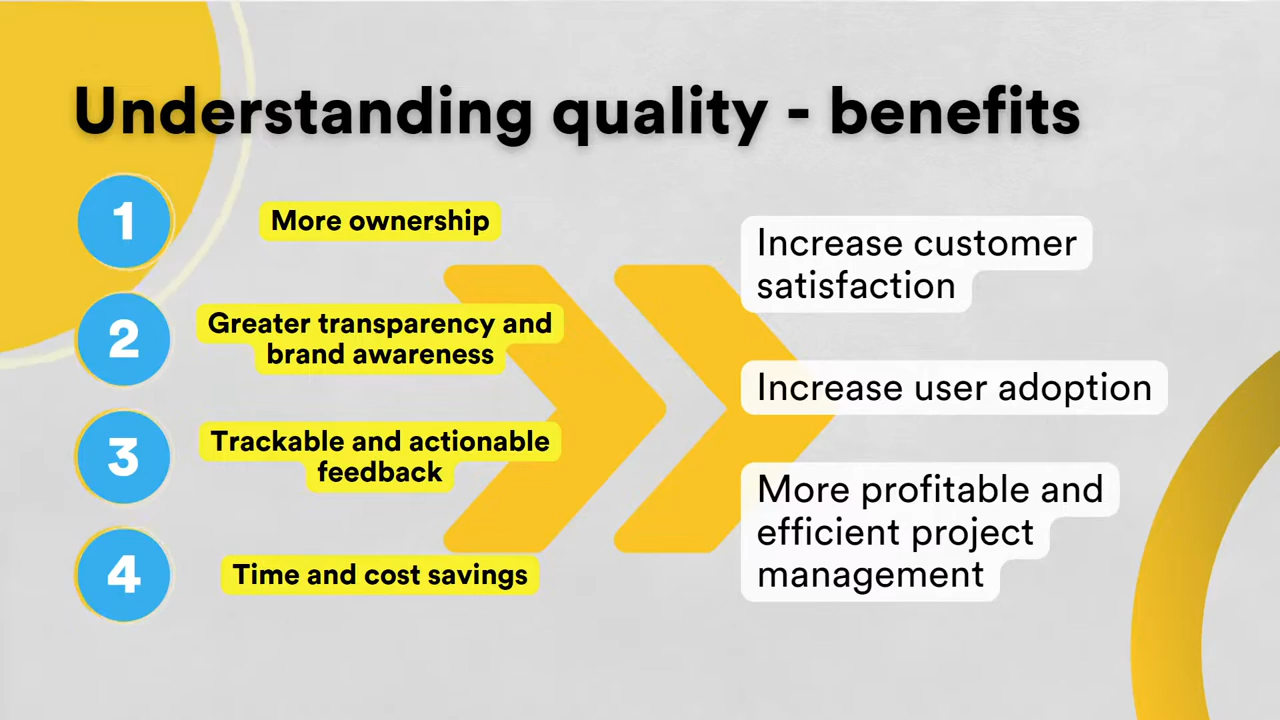 Understanding quality - benefits
1
More ownership
2
Greater transparency and
brand awareness
3
Trackable and actionable
feedback
4
Time and cost savings
Increase customer
satisfaction
Increase user adoption
More profitable and
efficient project
management